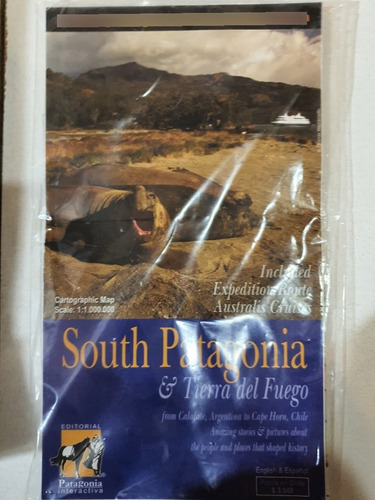 Included
Expedition Route
Australis Cruises
Cartographic Map
Scale: 1:1.000.000
South Patagonia
& Tierra del Fuego
from Calafate, Argentina to Cape Horn, Chile
Amazing stories & pictures about
the people and places that shaped history
EDITORIAL
Patagonia
interactiva
English & Español